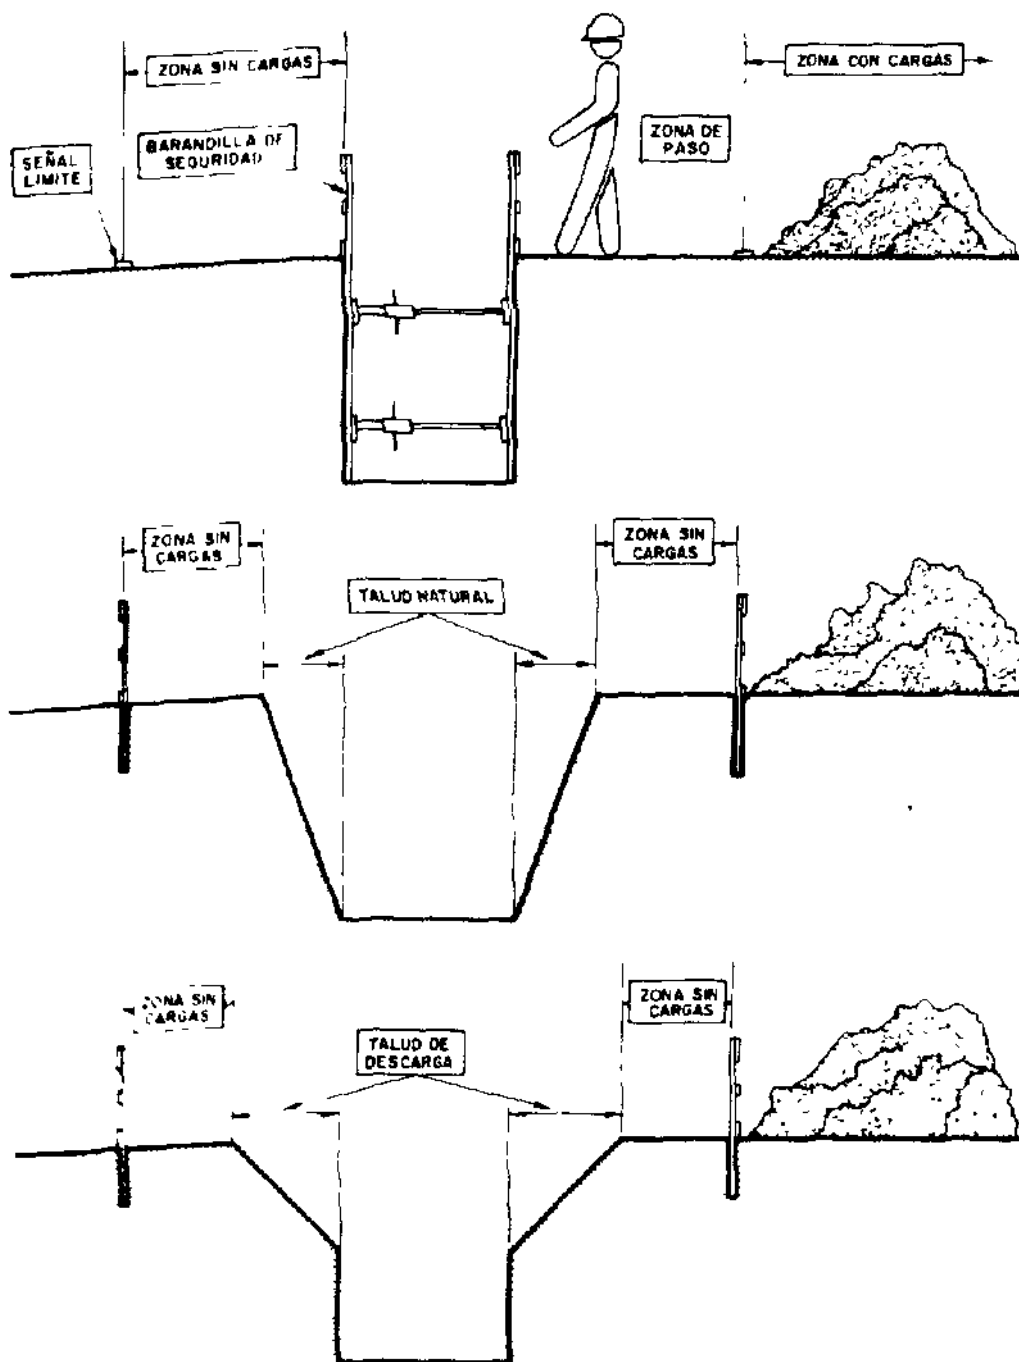 ZONA SIN CARGAS
ZONA CON CARGAS
BARANDILLA DE
SEGURIDAD
ZONA DE
PASO
SEÑAL
LIMITE
ZONA SIN
CARGAS
ZONA SIN
CARGAS
TALUD NATURAL
ZONA SIN
CARGAS
ZONA SIN
CARGAS
TALUD DE
DESCARGA